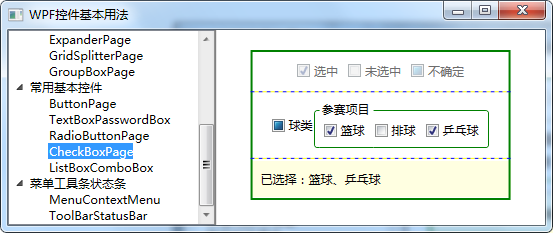 WPF控件基本用法
ExpanderPage
GridSplitterPage
GroupBoxPage
常用基本控件
ButtonPage
TextBoxPasswordBox
RadioButtonPage
CheckBoxPage
ListBoxComboBox
菜单工具条状态条
MenuContextMenu
ToolBarStatusBar
选中 未选中 不确定
参赛项目
球类 篮球 排球 乒乓球
已选择：篮球、乒乓球